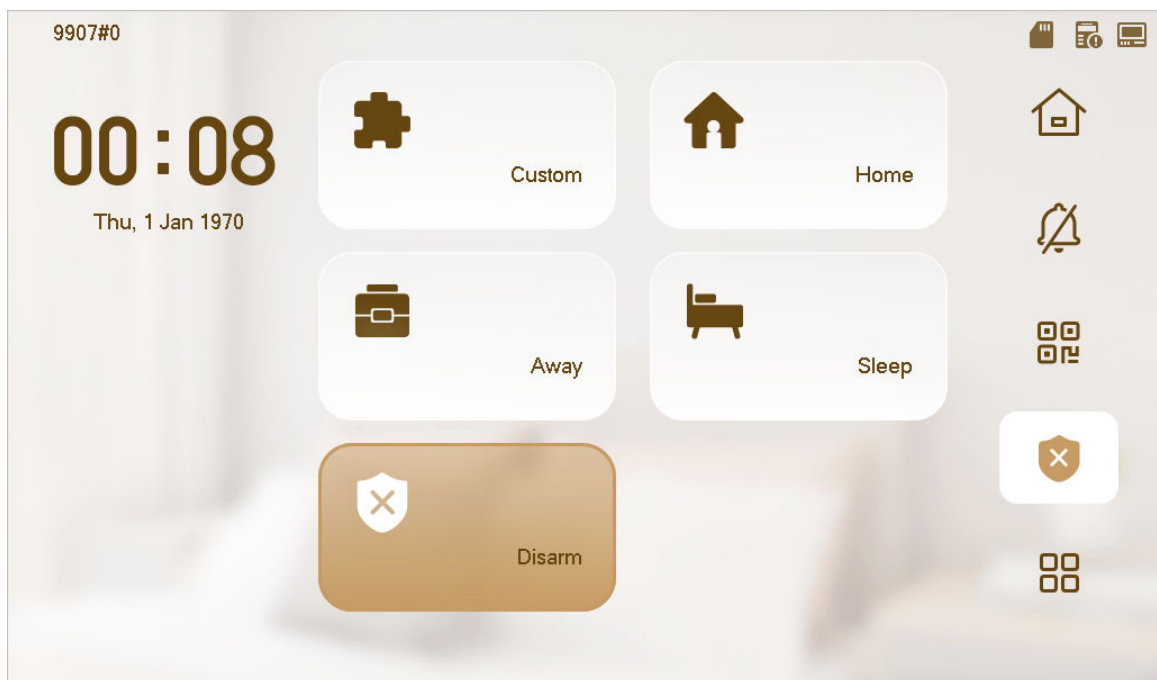 9907#0
00:08
Thu, 1 Jan 1970
Custom
Home
Away
Sleep
Disarm